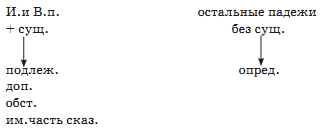 И.и В.п. остальные падежи
+ сущ. без сущ.
подлеж. опред.
доп.
обст.
им.часть сказ.